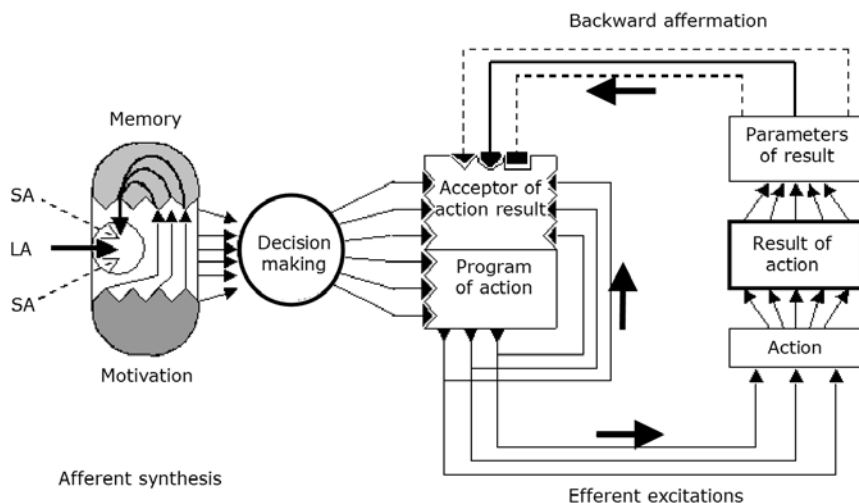 Backward affermation
Memory
Parameters
of result
SA
Acceptor of
action result
LA
Decision
making
Result of
action
Program
of action
SA
Action
Motivation
Afferent synthesis
Efferent excitations